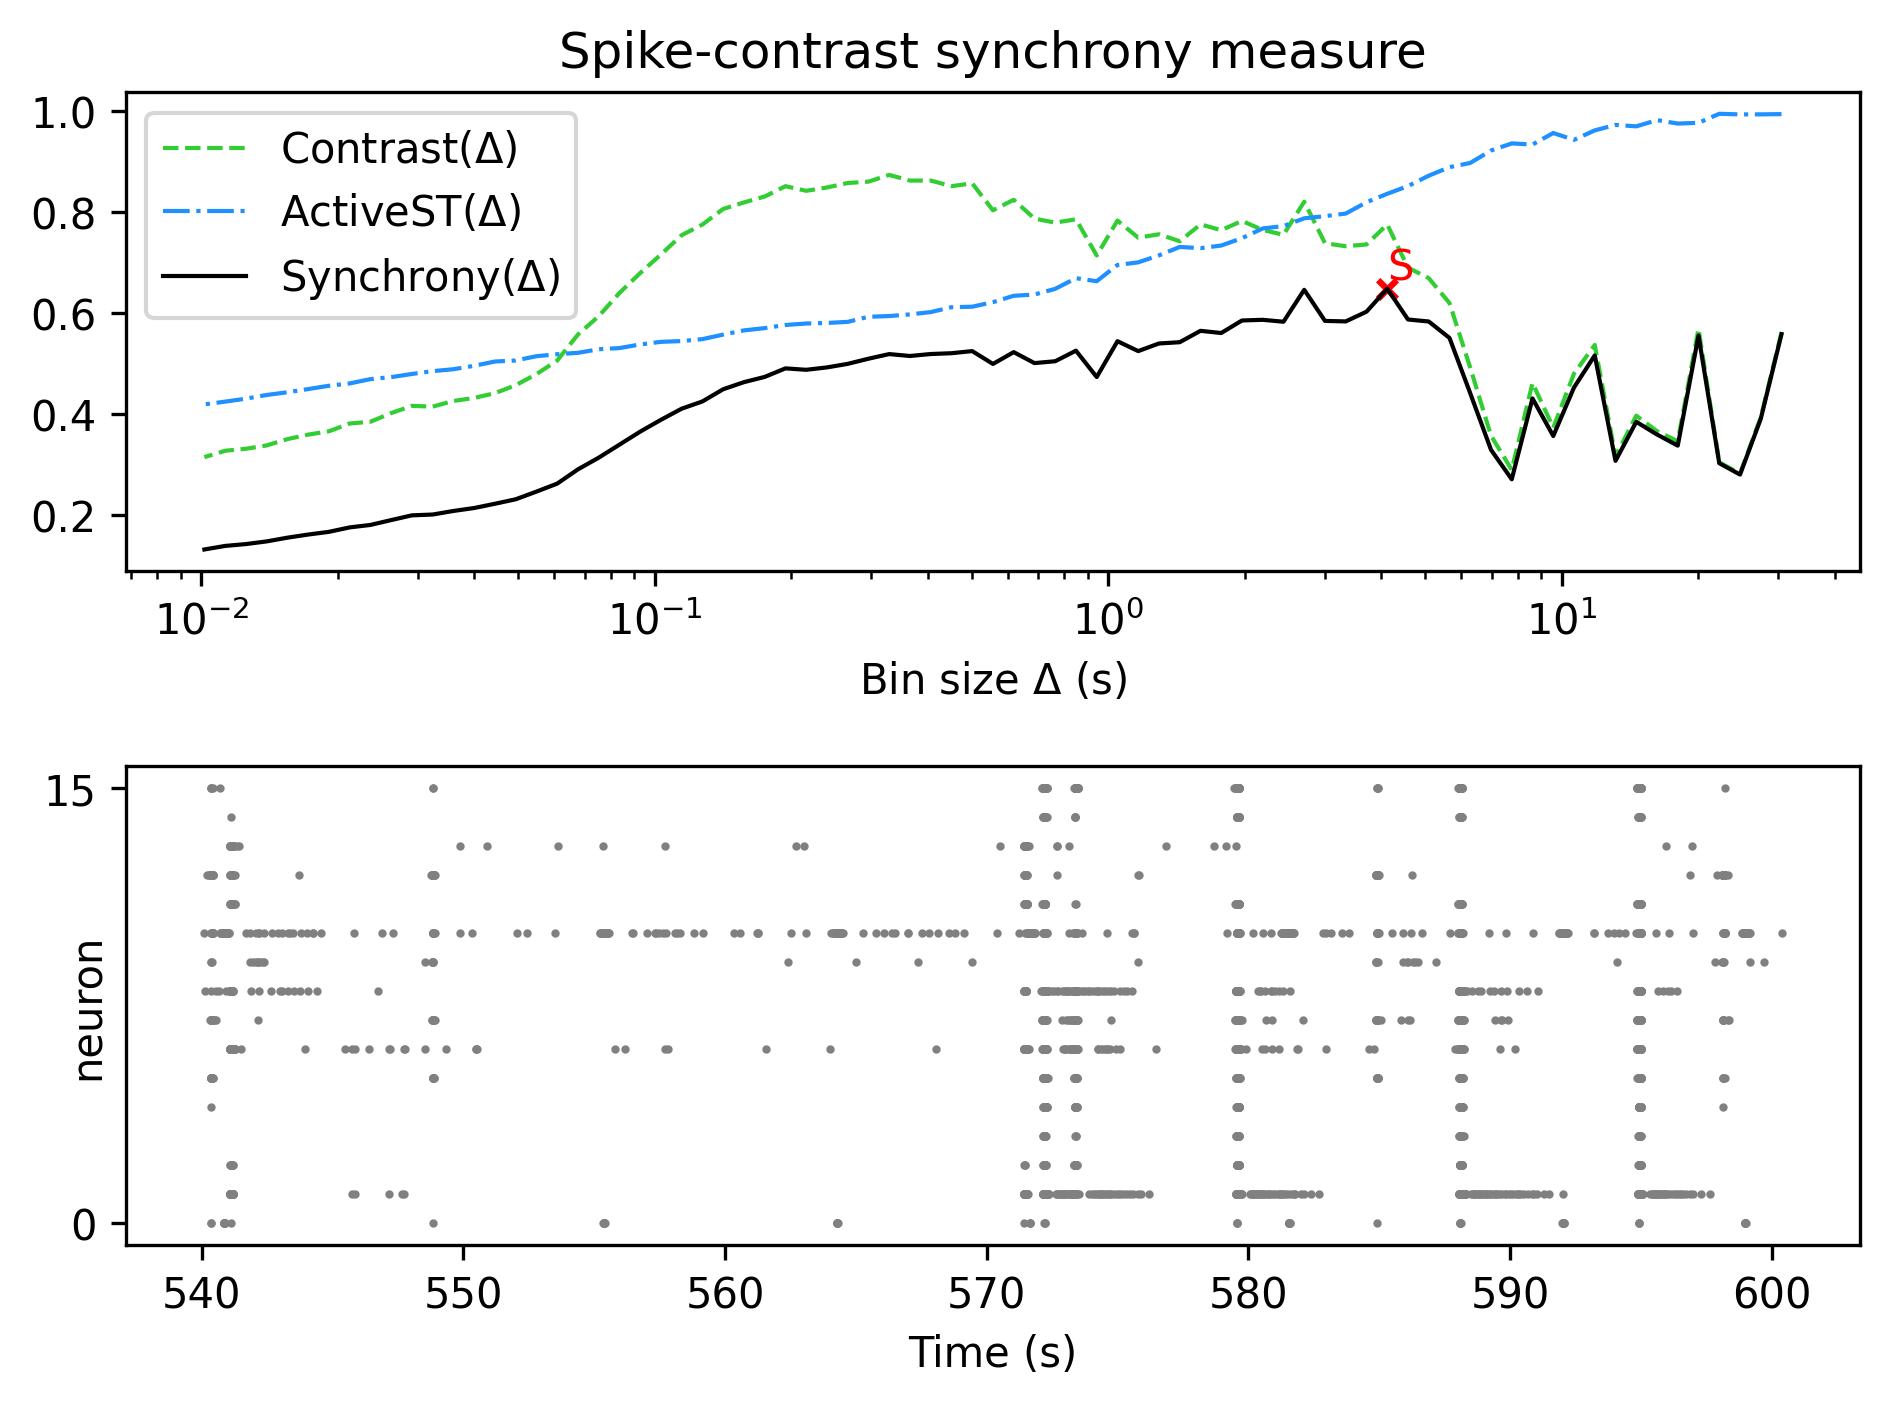 Spike-contrast synchrony measure
1.0
0.8
0.6
0.4
0.2
Contrast(Δ)
ActiveST(Δ)
Synchrony(Δ)
S
10⁻² 10⁻¹ 10⁰ 10¹
Bin size Δ (s)
15
0
neuron
540 550 560 570 580 590 600
Time (s)